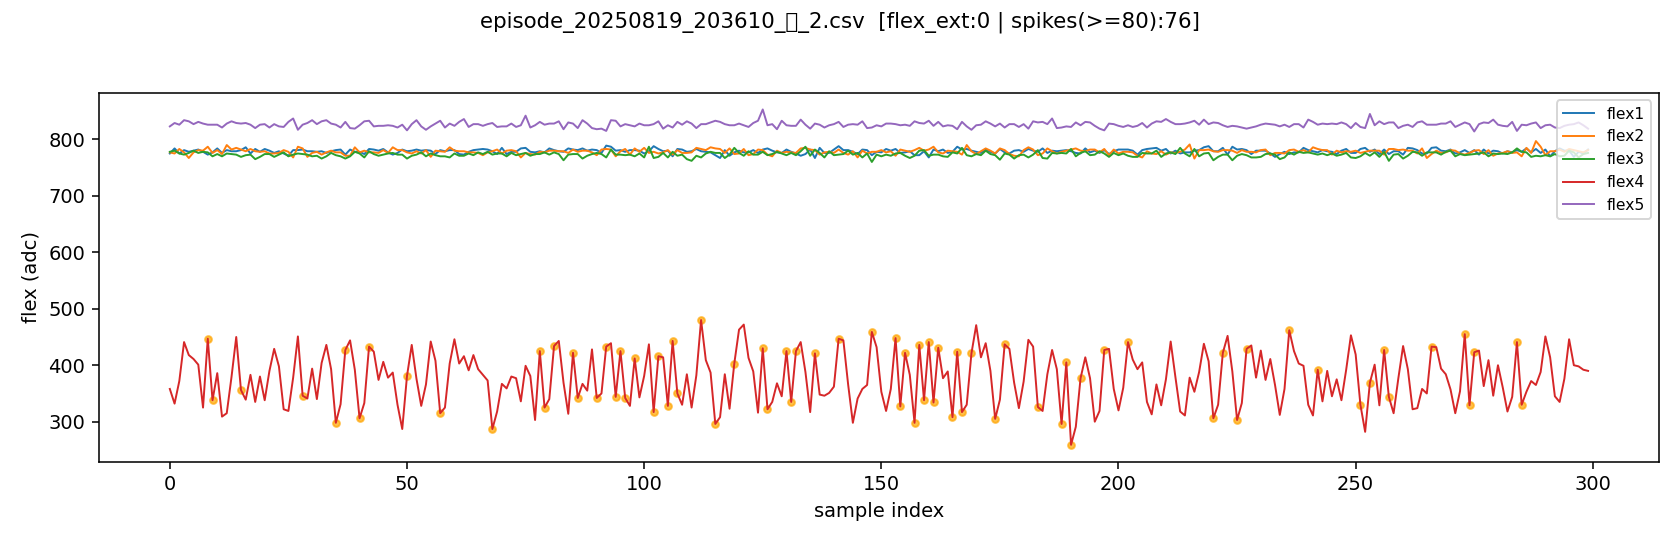 episode_20250819_203610_▯_2.csv  [flex_ext:0 | spikes(>=80):76]
flex (adc)
800
700
600
500
400
300
0
50
100
150
200
250
300
sample index
flex1
flex2
flex3
flex4
flex5